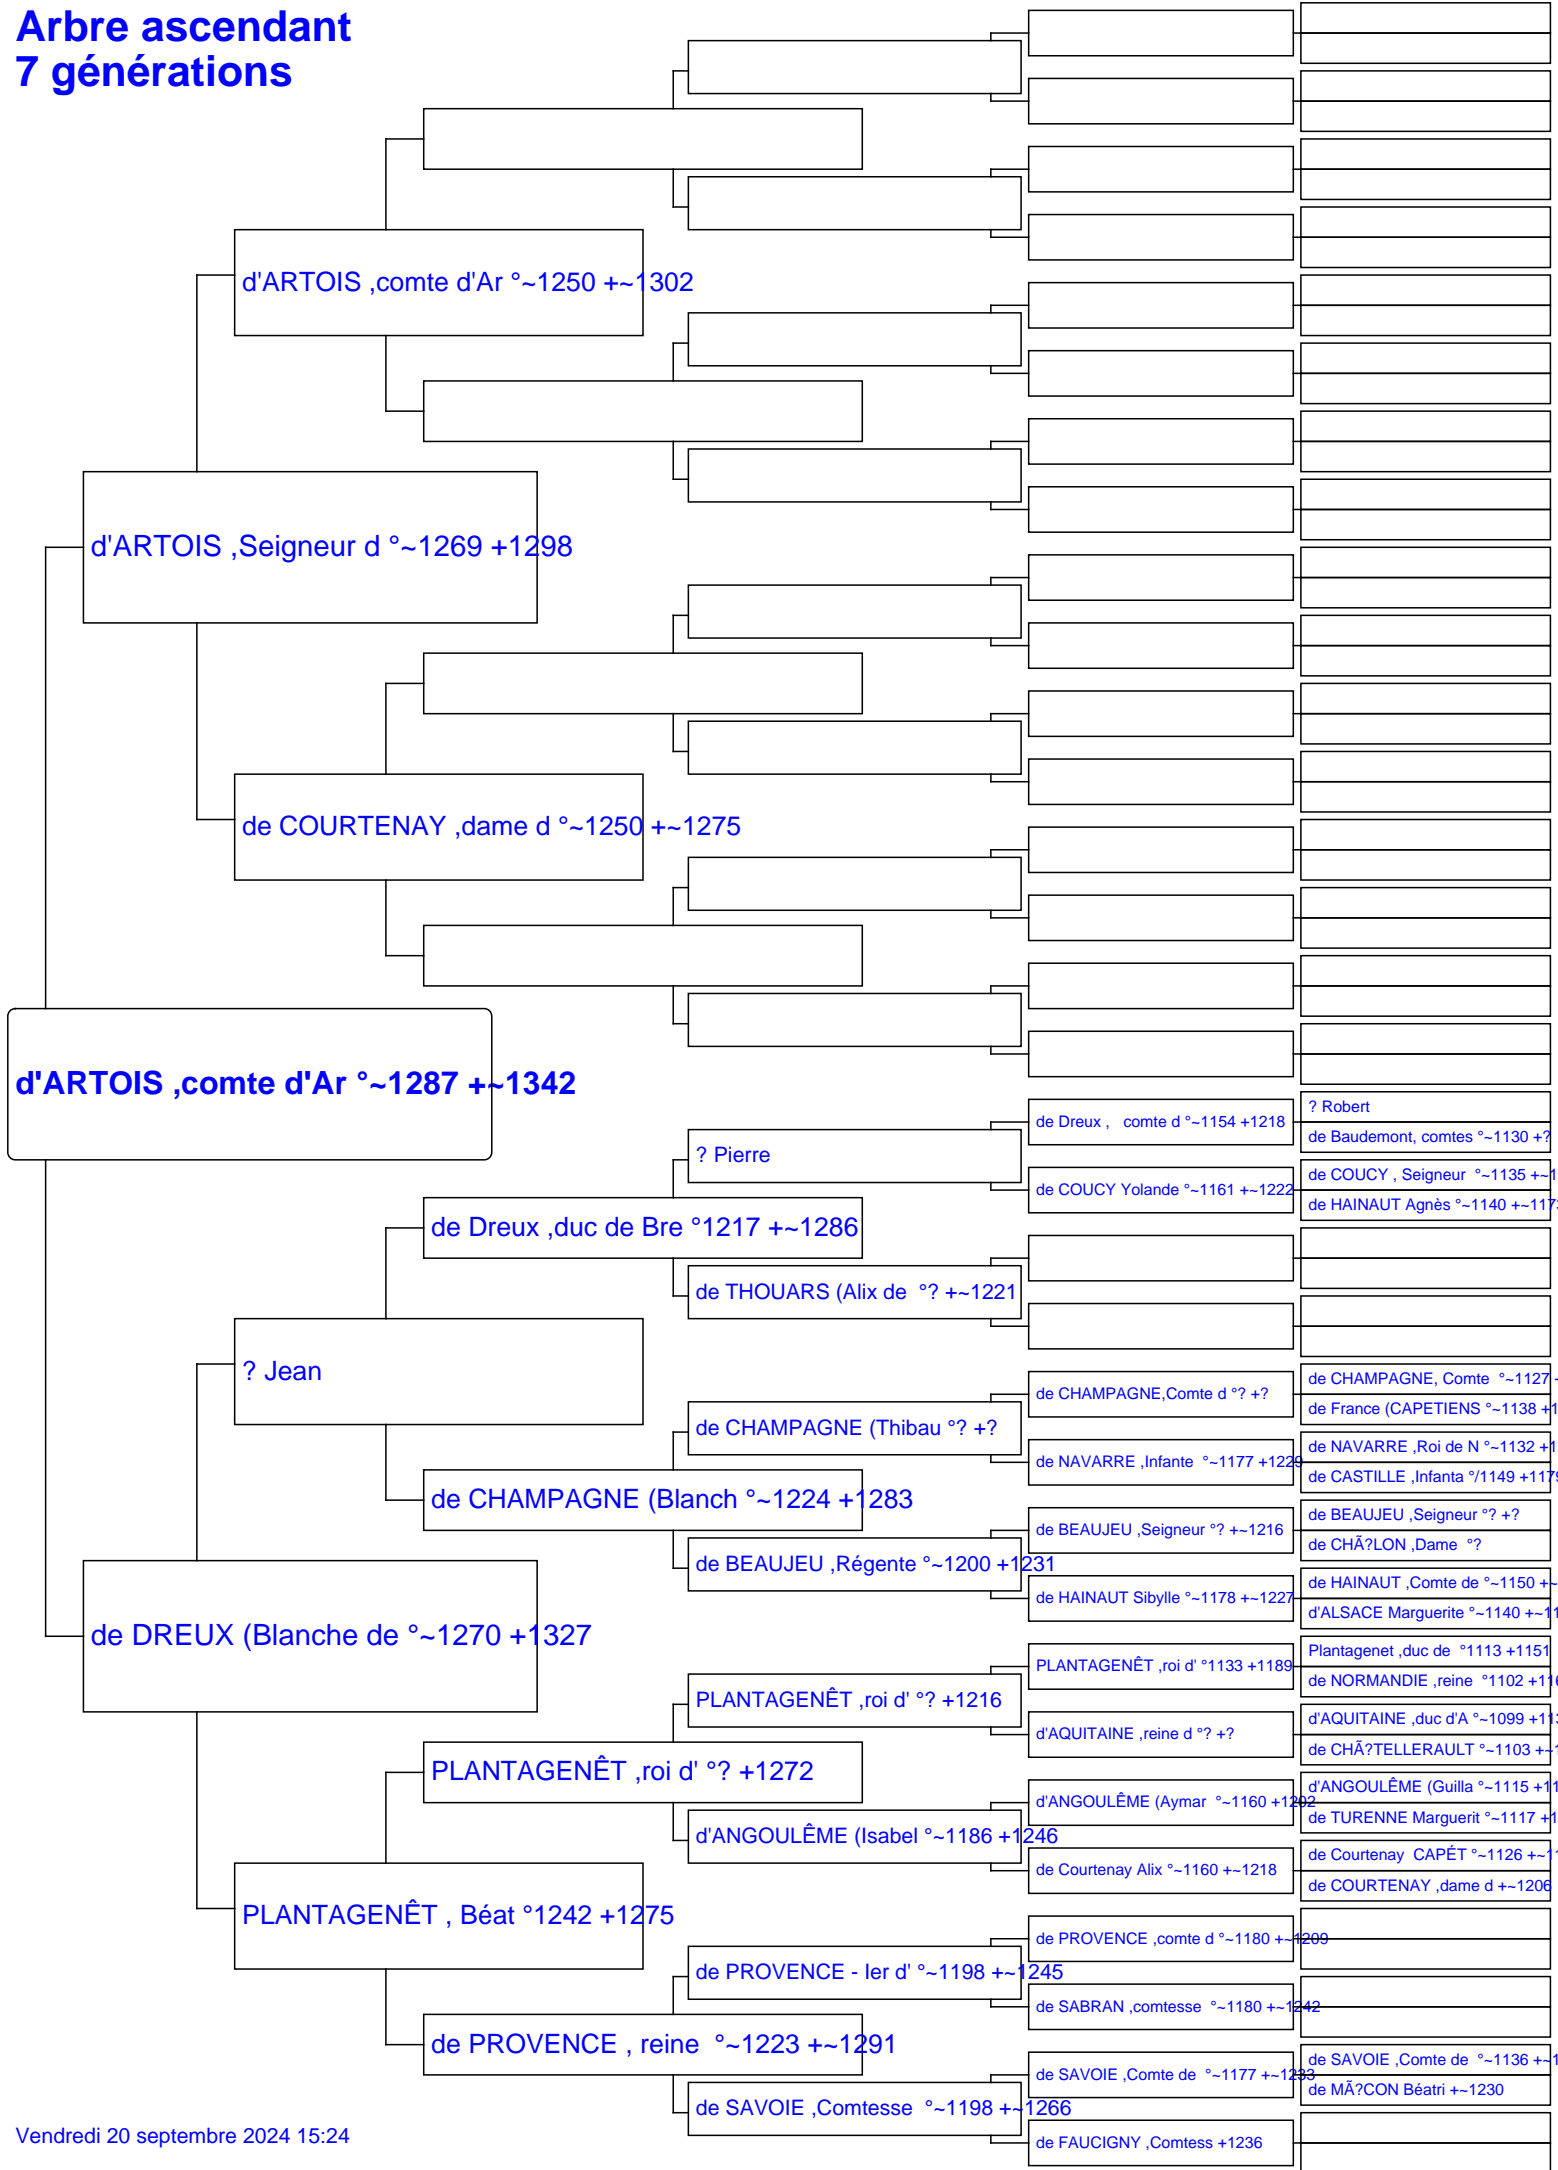 Arbre ascendant
7 générations
d'ARTOIS ,comte d'Ar °~1250 +~1302
d'ARTOIS ,Seigneur d °~1269 +1298
de COURTENAY ,dame d °~1250 +~1275
d'ARTOIS ,comte d'Ar °~1287 +~1342
? Robert
de Dreux ,   comte d °~1154 +1218
de Baudemont, comtes °~1130 +?
? Pierre
de COUCY , Seigneur  °~1135 +~1
de COUCY Yolande °~1161 +~1222
de HAINAUT Agnès °~1140 +~1173
de Dreux ,duc de Bre °1217 +~1286
de THOUARS (Alix de  °? +~1221
? Jean
de CHAMPAGNE, Comte  °~1127 +
de CHAMPAGNE,Comte d °? +?
de France (CAPETIENS °~1138 +1
de CHAMPAGNE (Thibau °? +?
de NAVARRE ,Roi de N °~1132 +1
de NAVARRE ,Infante  °~1177 +1229
de CASTILLE ,Infanta °/1149 +1179
de CHAMPAGNE (Blanch °~1224 +1283
de BEAUJEU ,Seigneur °? +?
de BEAUJEU ,Seigneur °? +~1216
de CHÃ?LON ,Dame  °?
de BEAUJEU ,Régente °~1200 +1231
de HAINAUT ,Comte de °~1150 +~
de HAINAUT Sibylle °~1178 +~1227
d'ALSACE Marguerite °~1140 +~11
de DREUX (Blanche de °~1270 +1327
Plantagenet ,duc de  °1113 +1151
PLANTAGENÊT ,roi d' °1133 +1189
de NORMANDIE ,reine  °1102 +116
PLANTAGENÊT ,roi d' °? +1216
d'AQUITAINE ,duc d'A °~1099 +113
d'AQUITAINE ,reine d °? +?
de CHÃ?TELLERAULT °~1103 +~1
PLANTAGENÊT ,roi d' °? +1272
d'ANGOULÊME (Guilla °~1115 +11
d'ANGOULÊME (Aymar  °~1160 +1202
de TURENNE Marguerit °~1117 +1
d'ANGOULÊME (Isabel °~1186 +1246
de Courtenay  CAPÉT °~1126 +~11
de Courtenay Alix °~1160 +~1218
de COURTENAY ,dame d +~1206
PLANTAGENÊT , Béat °1242 +1275
de PROVENCE ,comte d °~1180 +~1209
de PROVENCE - Ier d' °~1198 +~1245
de SABRAN ,comtesse  °~1180 +~1242
de PROVENCE , reine  °~1223 +~1291
de SAVOIE ,Comte de  °~1136 +~1
de SAVOIE ,Comte de  °~1177 +~1233
de MÃ?CON Béatri +~1230
de SAVOIE ,Comtesse  °~1198 +~1266
de FAUCIGNY ,Comtess +1236
Vendredi 20 septembre 2024 15:24